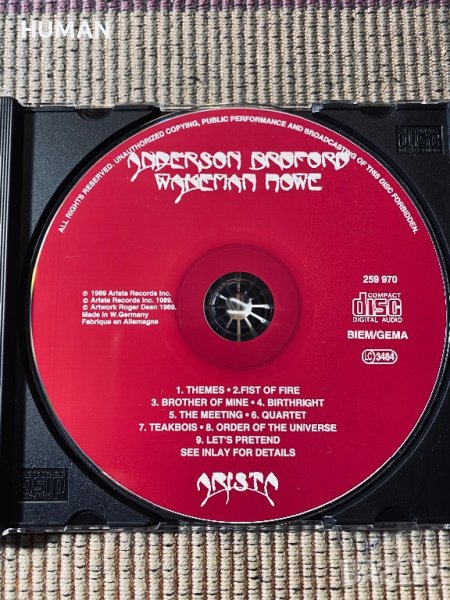 HUMAN
ALL RIGHTS RESERVED. UNAUTHORIZED COPYING, PUBLIC PERFORMANCE AND BROADCASTING OF THIS DISC FORBIDDEN.
ANDERSON BRUFORD
WAKEMAN HOWE
℗ 1989 Arista Records Inc.
© Arista Records Inc. 1989.
© Artwork Roger Dean 1989.
Made in W.Germany
Fabrique en Allemagne
259 970
COMPACT
disc
DIGITAL AUDIO
BIEM/GEMA
LC 3484
1. THEMES • 2.FIST OF FIRE
3. BROTHER OF MINE • 4. BIRTHRIGHT
5. THE MEETING • 6. QUARTET
7. TEAKBOIS • 8. ORDER OF THE UNIVERSE
9. LET'S PRETEND
SEE INLAY FOR DETAILS
ARISTA